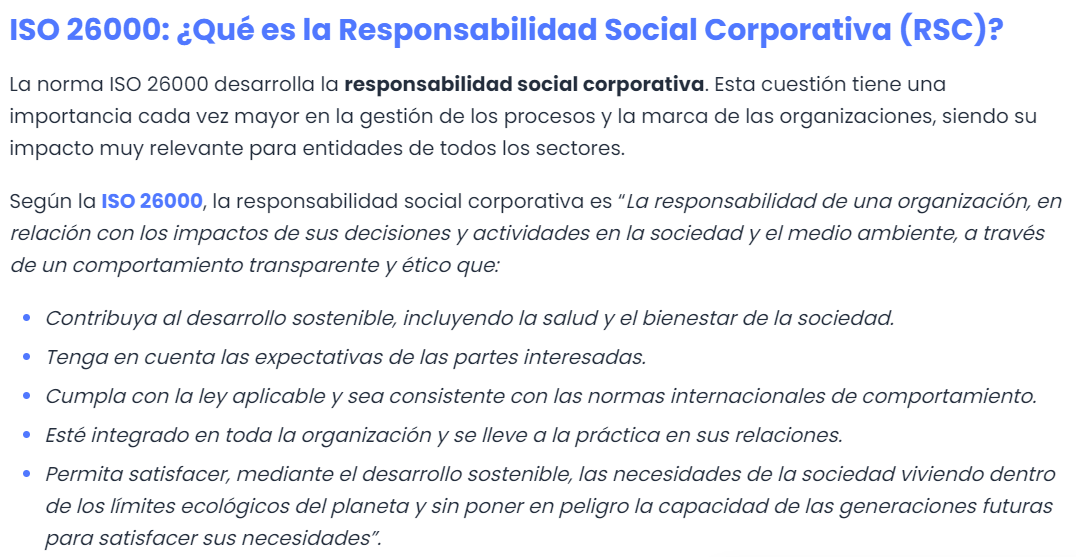 ISO 26000: ¿Qué es la Responsabilidad Social Corporativa (RSC)?
La norma ISO 26000 desarrolla la responsabilidad social corporativa. Esta cuestión tiene una
importancia cada vez mayor en la gestión de los procesos y la marca de las organizaciones, siendo su
impacto muy relevante para entidades de todos los sectores.
Según la ISO 26000, la responsabilidad social corporativa es “La responsabilidad de una organización, en
relación con los impactos de sus decisiones y actividades en la sociedad y el medio ambiente, a través
de un comportamiento transparente y ético que:
• Contribuya al desarrollo sostenible, incluyendo la salud y el bienestar de la sociedad.
• Tenga en cuenta las expectativas de las partes interesadas.
• Cumpla con la ley aplicable y sea consistente con las normas internacionales de comportamiento.
• Esté integrado en toda la organización y se lleve a la práctica en sus relaciones.
• Permita satisfacer, mediante el desarrollo sostenible, las necesidades de la sociedad viviendo dentro
de los límites ecológicos del planeta y sin poner en peligro la capacidad de las generaciones futuras
para satisfacer sus necesidades”.